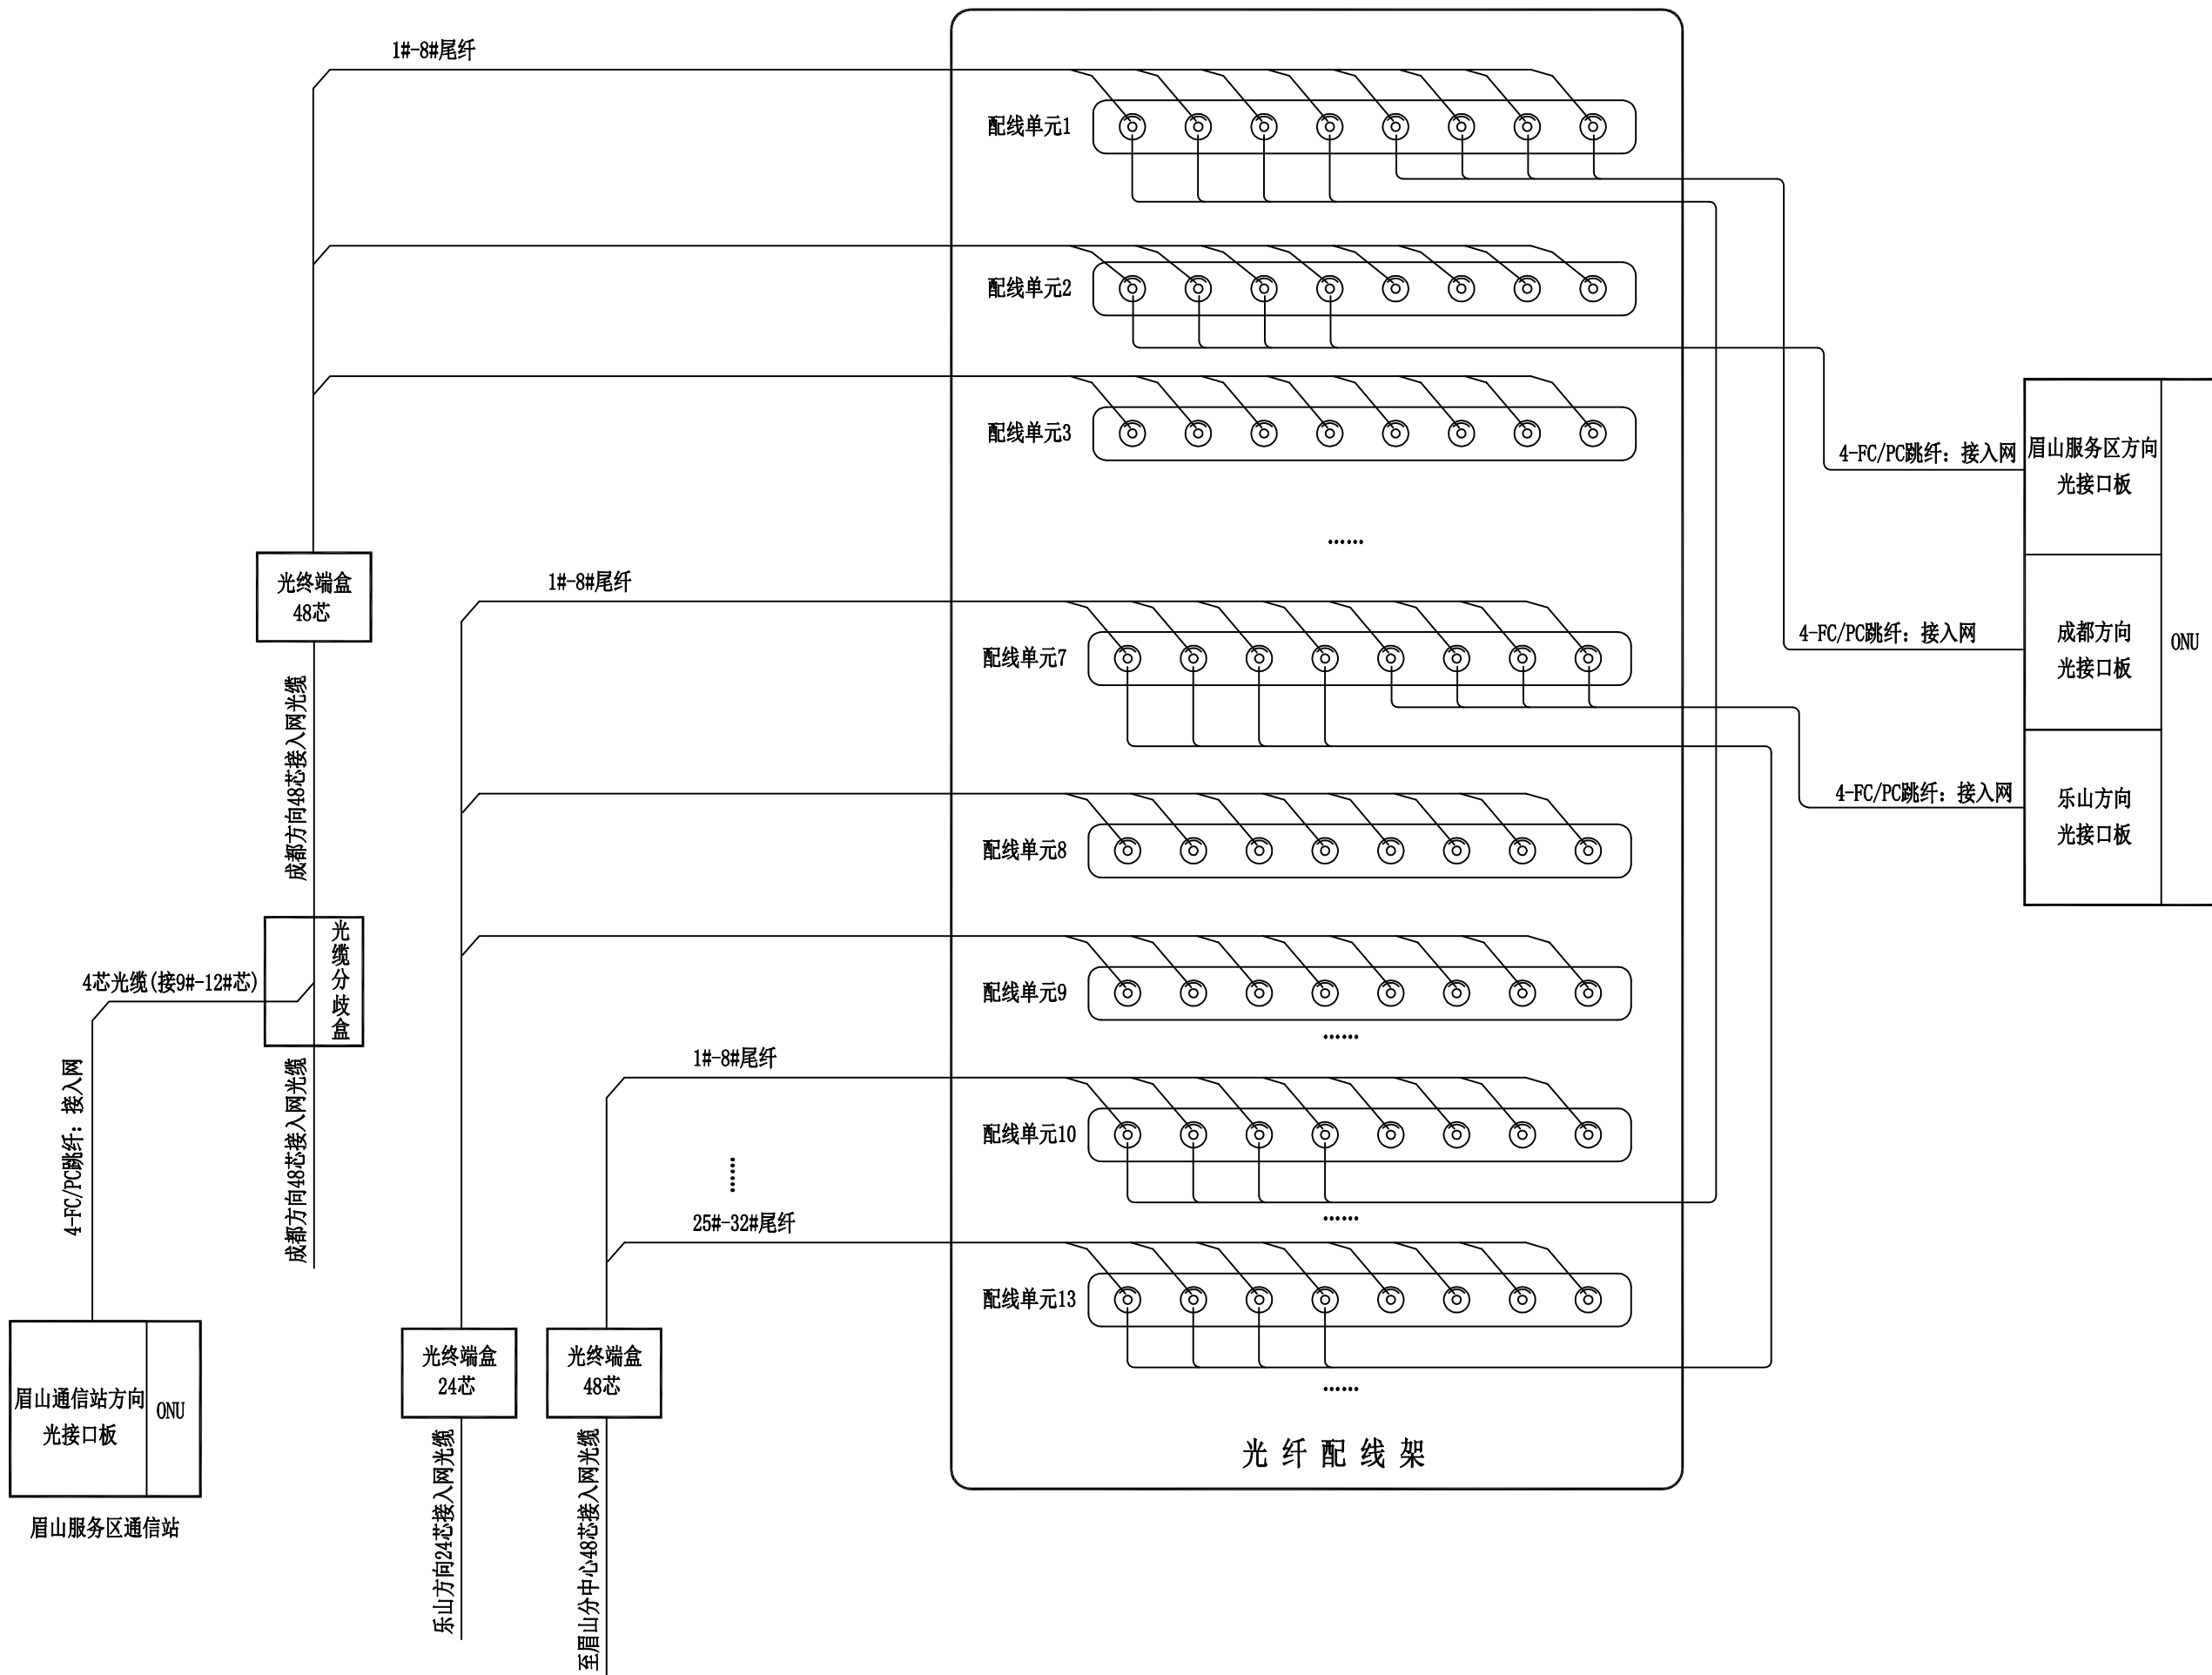 1#-8#尾纤
配线单元1
配线单元2
配线单元3
4-FC/PC跳纤: 接入网
眉山服务区方向
光接口板
……
光终端盒
48芯
1#-8#尾纤
4-FC/PC跳纤: 接入网
成都方向
光接口板
ONU
配线单元7
成都方向48芯接入网光缆
4-FC/PC跳纤: 接入网
乐山方向
光接口板
配线单元8
光缆分歧盒
4芯光缆(接9#-12#芯)
配线单元9
……
1#-8#尾纤
4-FC/PC跳纤: 接入网
成都方向48芯接入网光缆
配线单元10
……
……
25#-32#尾纤
配线单元13
光终端盒
24芯
光终端盒
48芯
……
眉山通信站方向
光接口板
ONU
光纤配线架
眉山服务区通信站
乐山方向24芯接入网光缆
至眉山分中心48芯接入网光缆